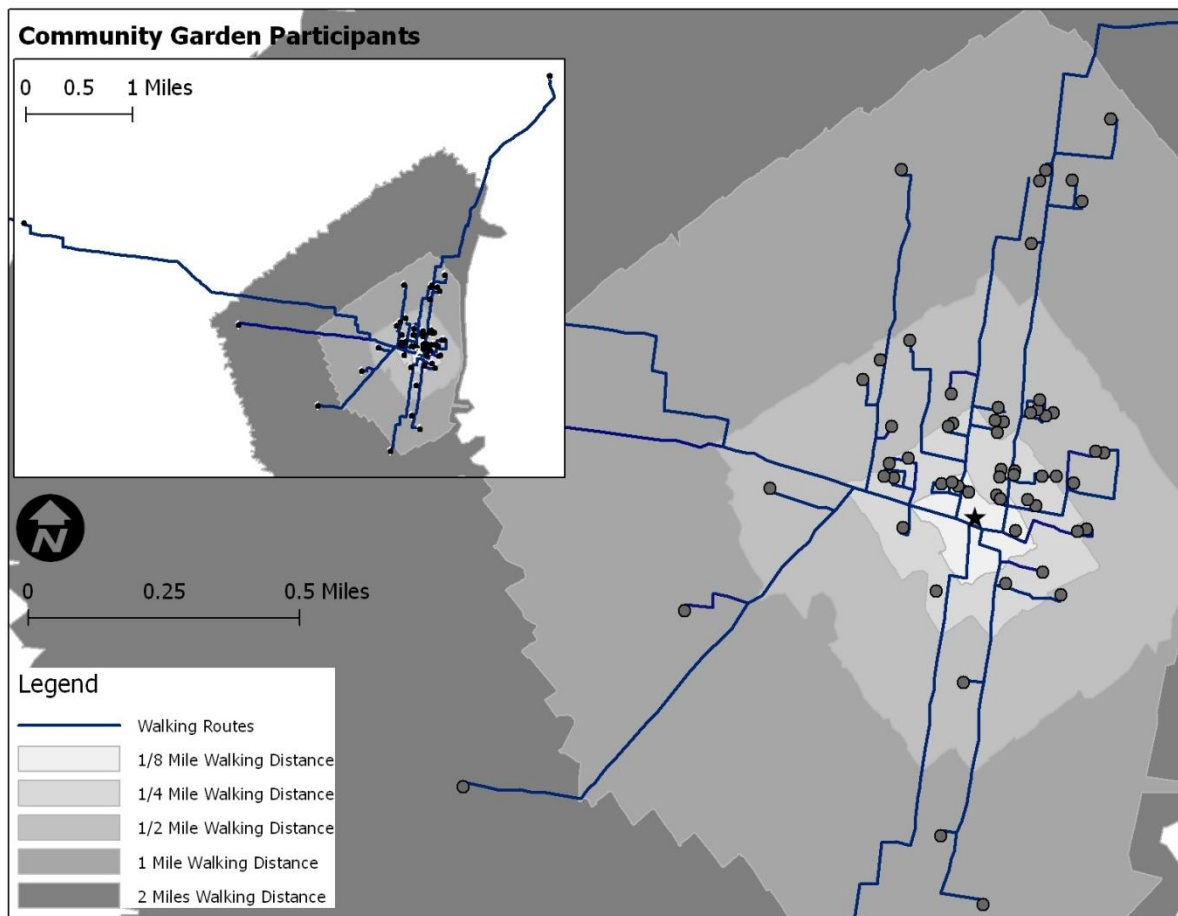 Community Garden Participants
0 0.5 1 Miles
N
0 0.25 0.5 Miles
Legend
Walking Routes
1/8 Mile Walking Distance
1/4 Mile Walking Distance
1/2 Mile Walking Distance
1 Mile Walking Distance
2 Miles Walking Distance